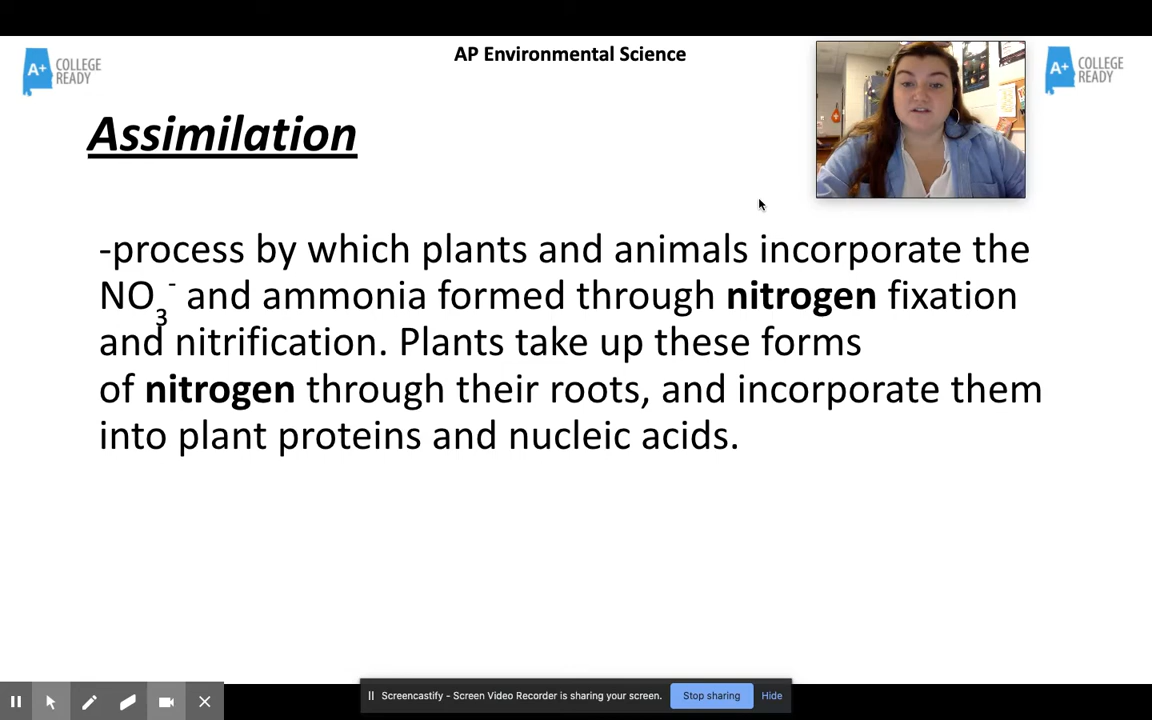 AP Environmental Science
A+ COLLEGE
READY
A+ COLLEGE
READY
Assimilation
-process by which plants and animals incorporate the
NO₃⁻ and ammonia formed through nitrogen fixation
and nitrification. Plants take up these forms
of nitrogen through their roots, and incorporate them
into plant proteins and nucleic acids.
Screencastify - Screen Video Recorder is sharing your screen. Stop sharing Hide